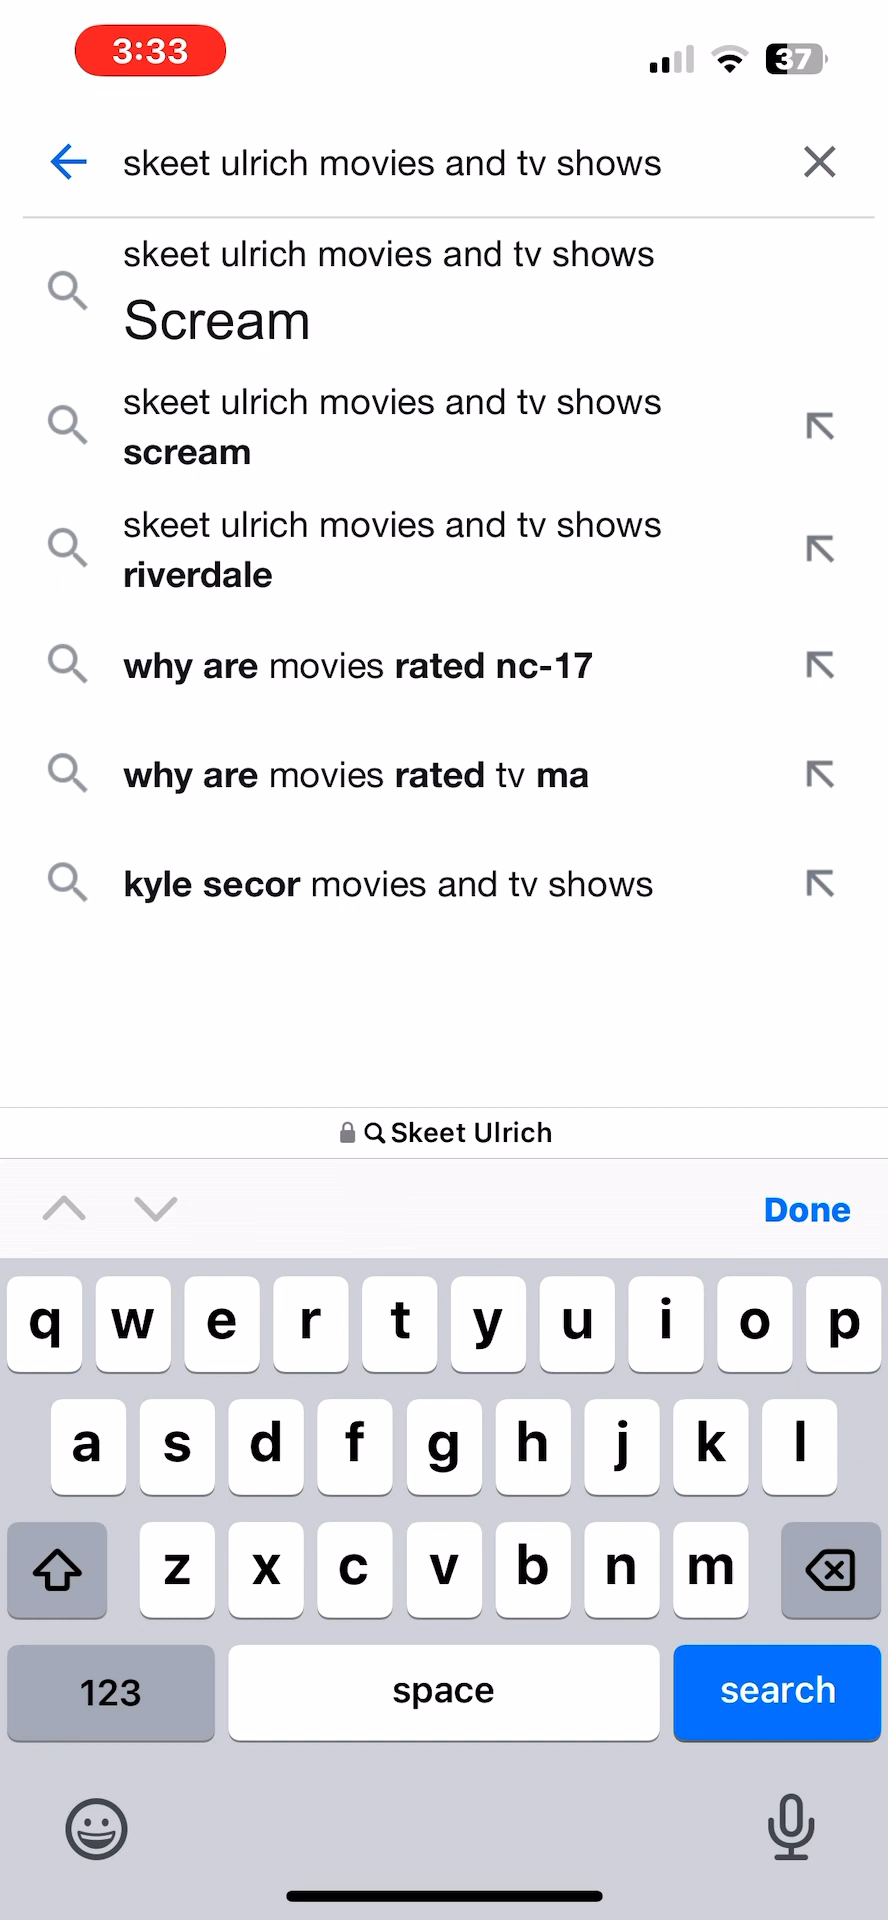 3:33
37
skeet ulrich movies and tv shows
skeet ulrich movies and tv shows
Scream
skeet ulrich movies and tv shows
scream
skeet ulrich movies and tv shows
riverdale
why are movies rated nc-17
why are movies rated tv ma
kyle secor movies and tv shows
Skeet Ulrich
Done
q w e r t y u i o p
a s d f g h j k l
z x c v b n m
123 space search